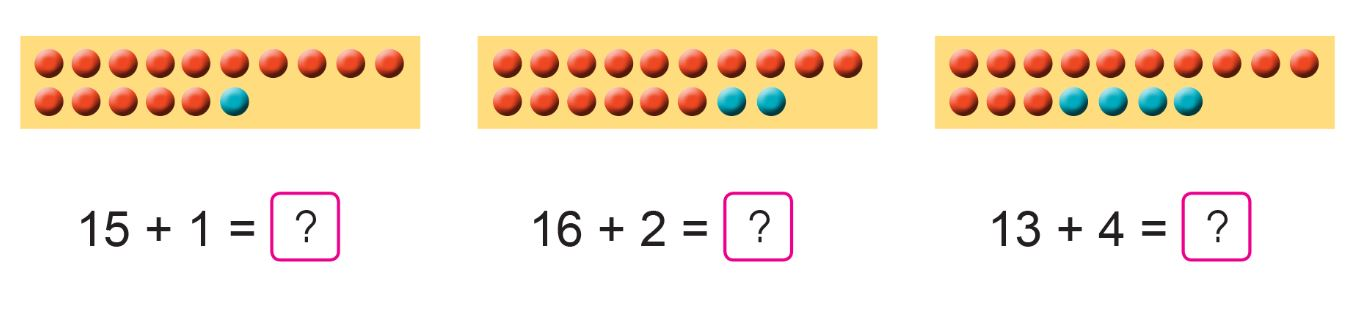 15 + 1 = ? 16 + 2 = ? 13 + 4 = ?